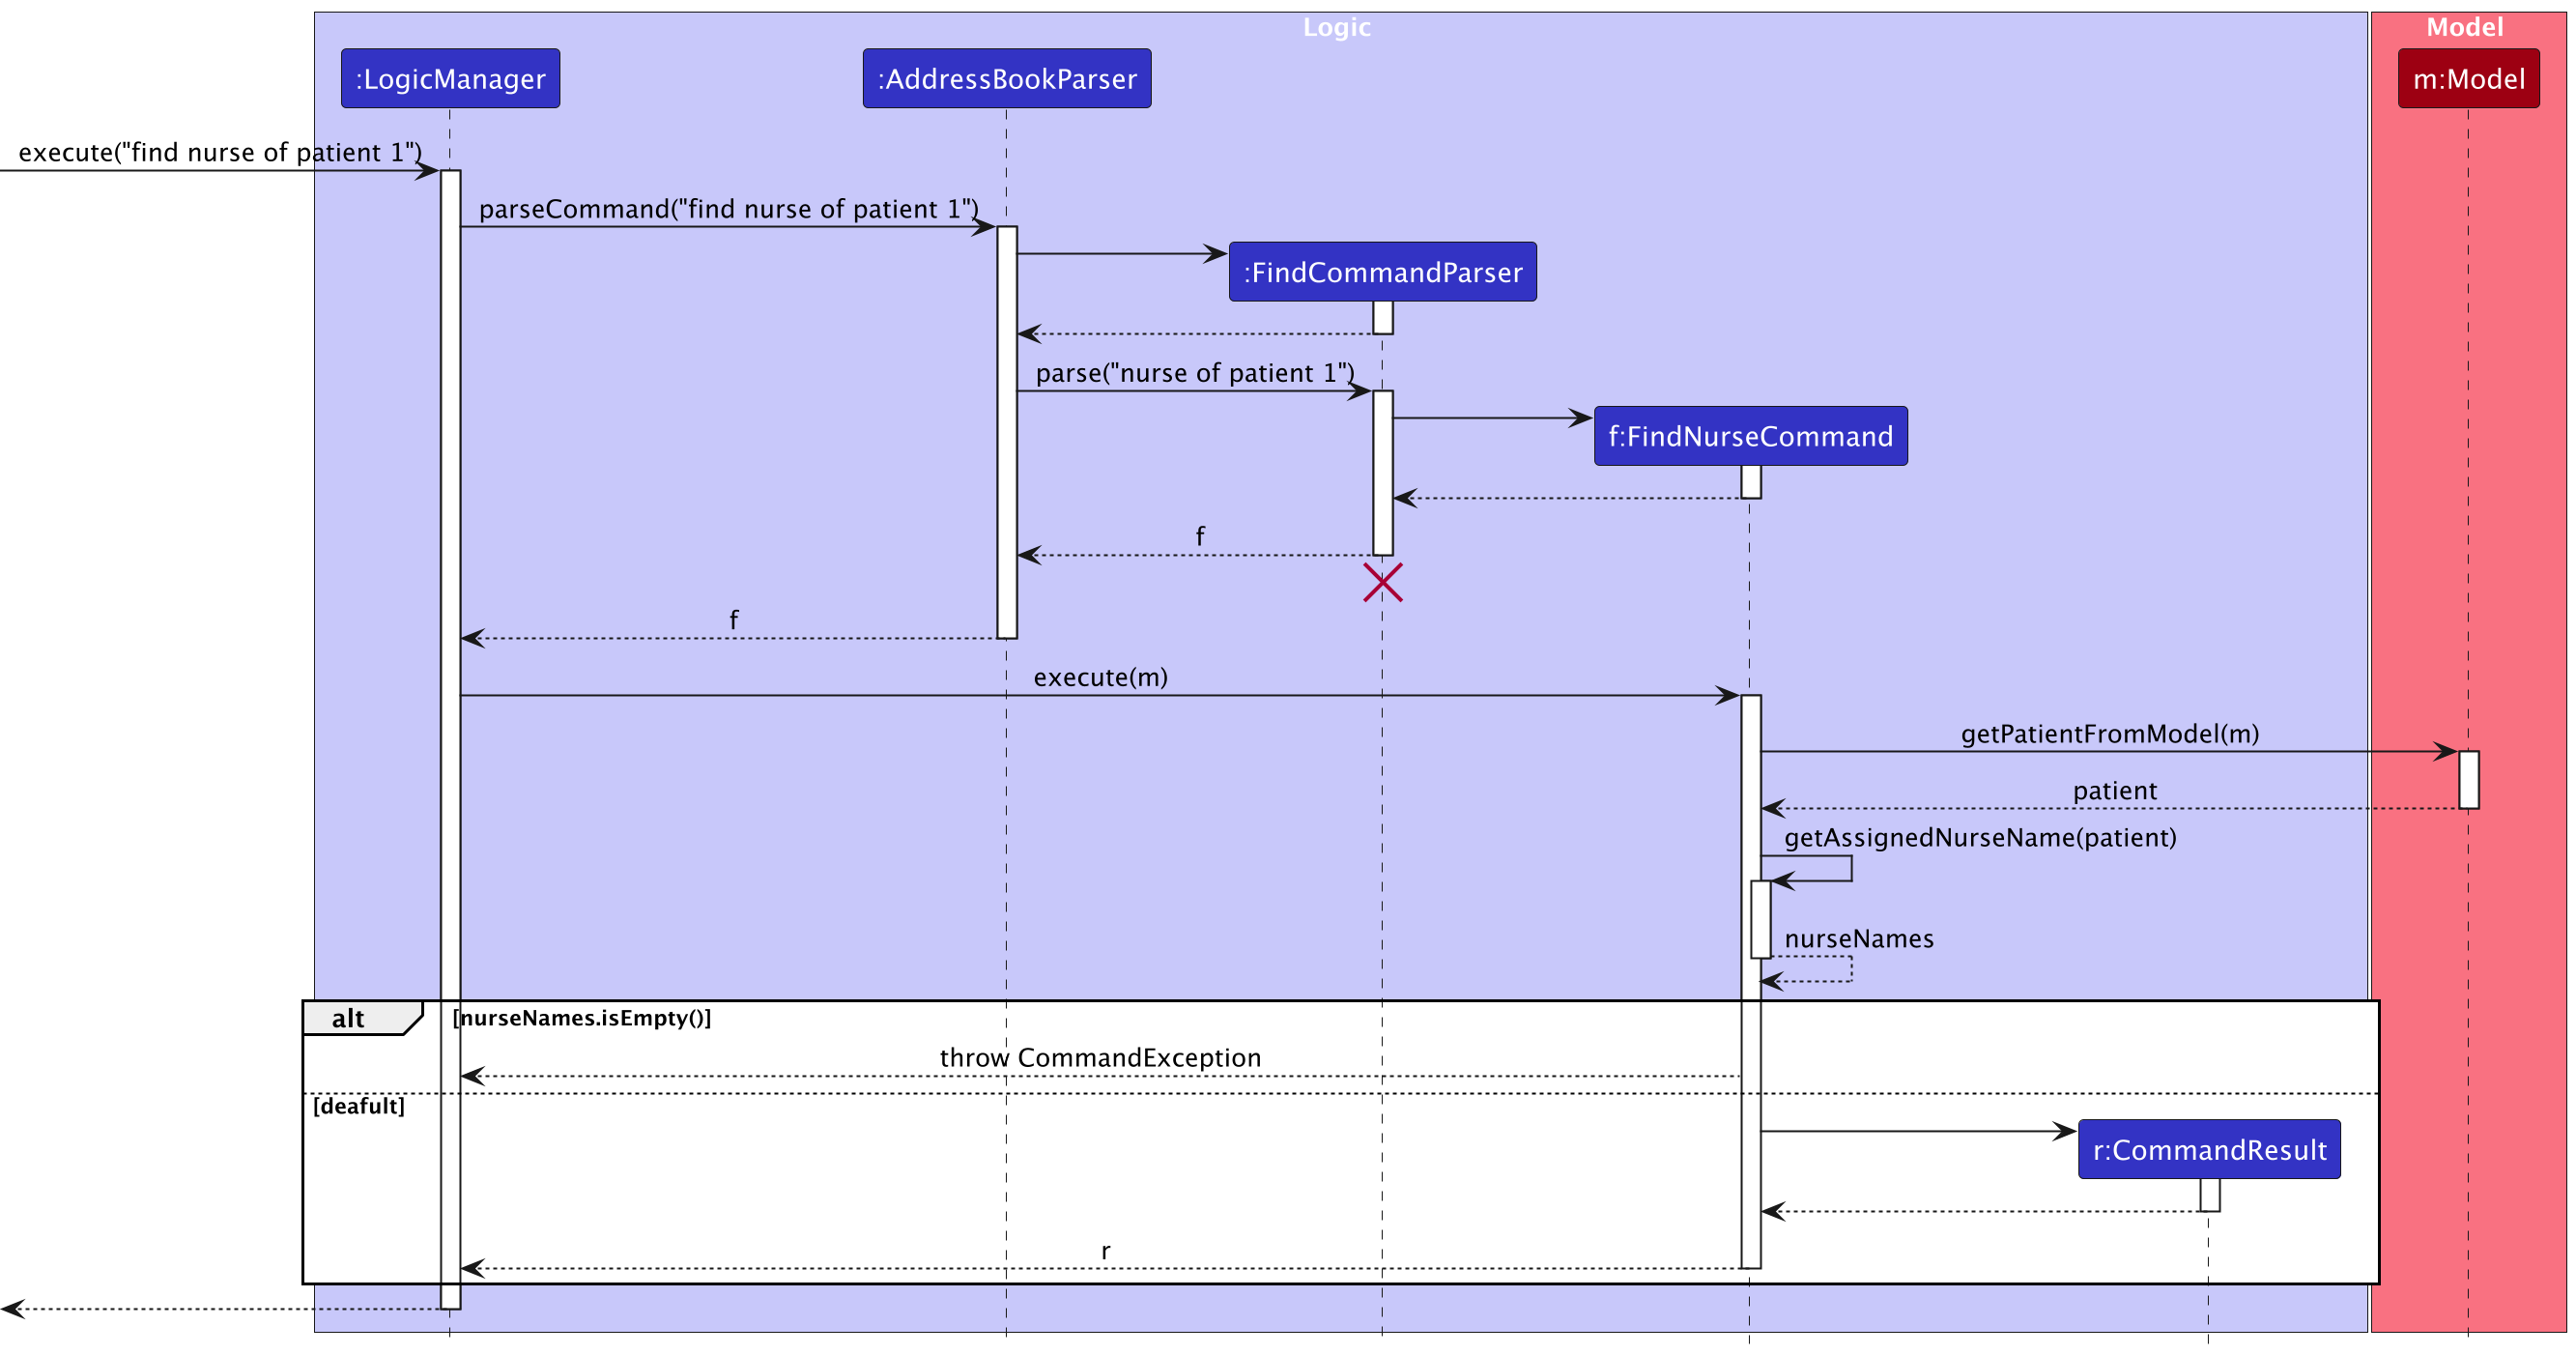 Logic
Model
:LogicManager
:AddressBookParser
m:Model
execute("find nurse of patient 1")
parseCommand("find nurse of patient 1")
:FindCommandParser
parse("nurse of patient 1")
f:FindNurseCommand
f
f
execute(m)
getPatientFromModel(m)
patient
getAssignedNurseName(patient)
nurseNames
alt
[nurseNames.isEmpty()]
throw CommandException
[deafult]
r:CommandResult
r